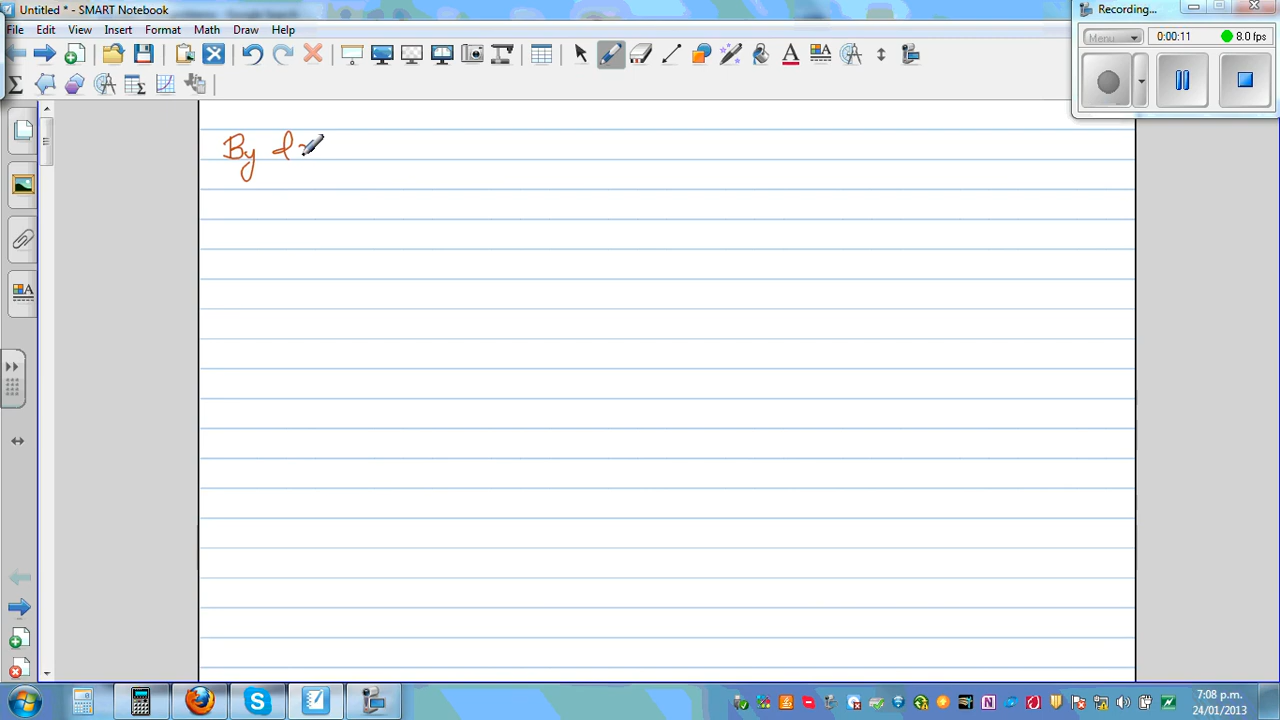 Untitled * - SMART Notebook
Recording...
File Edit View Insert Format Math Draw Help
Menu 0:00:11 8.0 fps
By
7:08 p.m.
24/01/2013